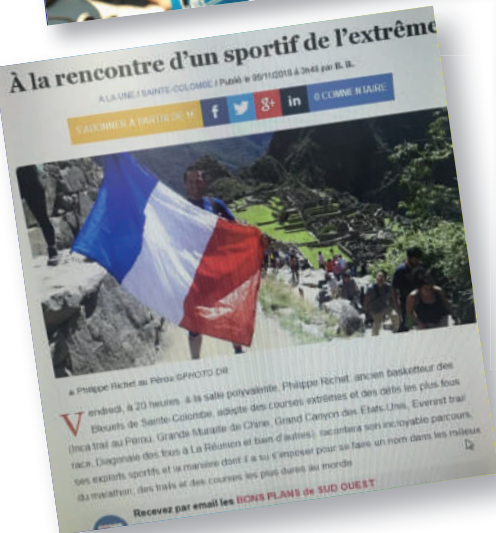 À la rencontre d'un sportif de l'extrême
A LA UNE / SAINTE-COLOMBE / Publié le 05/11/2018 à 3h46 par B. B.
S'ABONNER À PARTIR DE 1€ f g+ in 0 COMMENTAIRE
Philippe Richet au Pérou ©PHOTO DR
Vendredi, à 20 heures, à la salle polyvalente, Philippe Richet, ancien basketteur des
Bleuets de Sainte-Colombe, adepte des courses extrêmes et des défis les plus fous
(Inca trail au Pérou, Grande Muraille de Chine, Grand Canyon des États-Unis, Everest trail
race, Diagonale des fous à La Réunion et bien d'autres), racontera son incroyable parcours,
ses exploits sportifs et la manière dont il a su s'imposer pour se faire un nom dans les milieux
du marathon, des trails et des courses les plus dures au monde.
Recevez par email les BONS PLANS de SUD OUEST